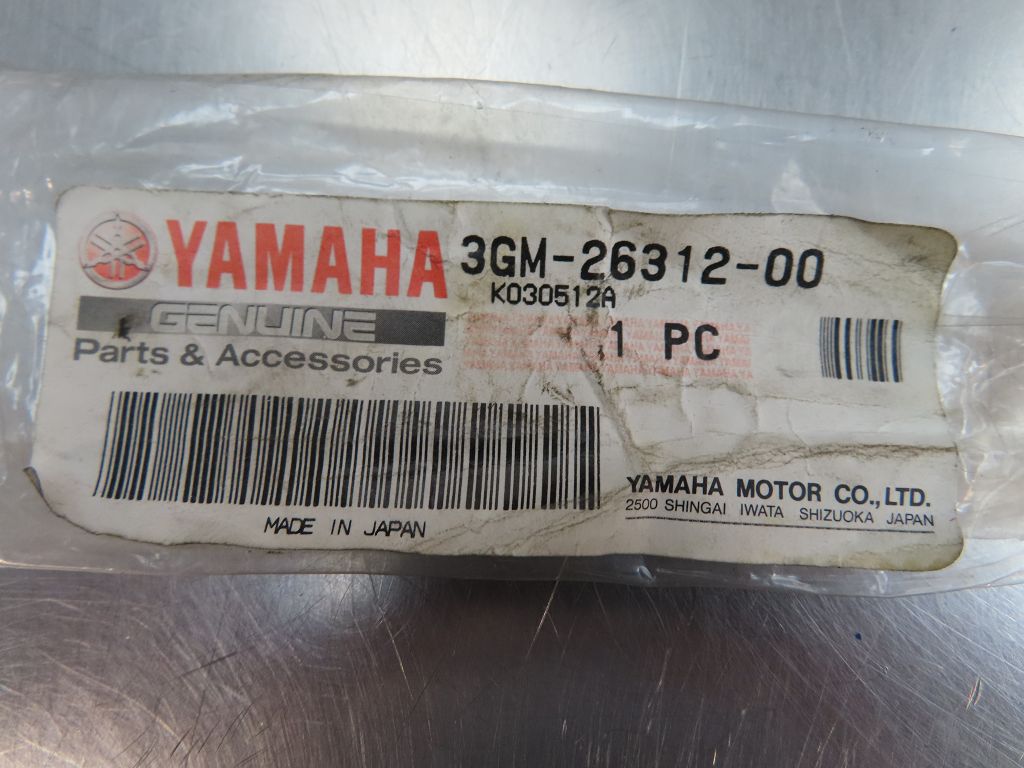 YAMAHA 3GM-26312-00
K030512A
GENUINE
Parts & Accessories
1 PC
MADE IN JAPAN
YAMAHA MOTOR CO.,LTD.
2500 SHINGAI IWATA SHIZUOKA JAPAN